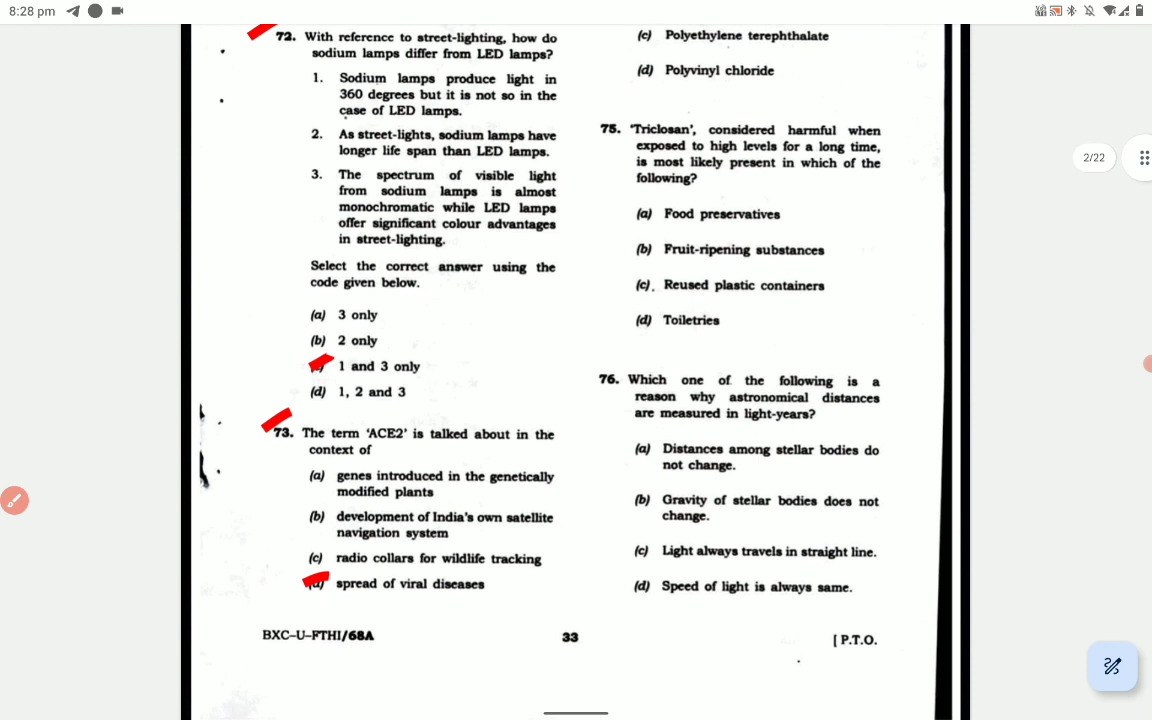 8:28 pm
72. With reference to street-lighting, how do
sodium lamps differ from LED lamps?
1. Sodium lamps produce light in
360 degrees but it is not so in the
case of LED lamps.
2. As street-lights, sodium lamps have
longer life span than LED lamps.
3. The spectrum of visible light
from sodium lamps is almost
monochromatic while LED lamps
offer significant colour advantages
in street-lighting.
Select the correct answer using the
code given below.
(a) 3 only
(b) 2 only
1 and 3 only
(d) 1, 2 and 3
73. The term 'ACE2' is talked about in the
context of
(a) genes introduced in the genetically
modified plants
(b) development of India's own satellite
navigation system
(c) radio collars for wildlife tracking
(d) spread of viral diseases
(c) Polyethylene terephthalate
(d) Polyvinyl chloride
75. 'Triclosan', considered harmful when
exposed to high levels for a long time,
is most likely present in which of the
following?
(a) Food preservatives
(b) Fruit-ripening substances
(c) Reused plastic containers
(d) Toiletries
76. Which one of the following is a
reason why astronomical distances
are measured in light-years?
(a) Distances among stellar bodies do
not change.
(b) Gravity of stellar bodies does not
change.
(c) Light always travels in straight line.
(d) Speed of light is always same.
BXC-U-FTHI/68A
33
[ P.T.O.
2/22